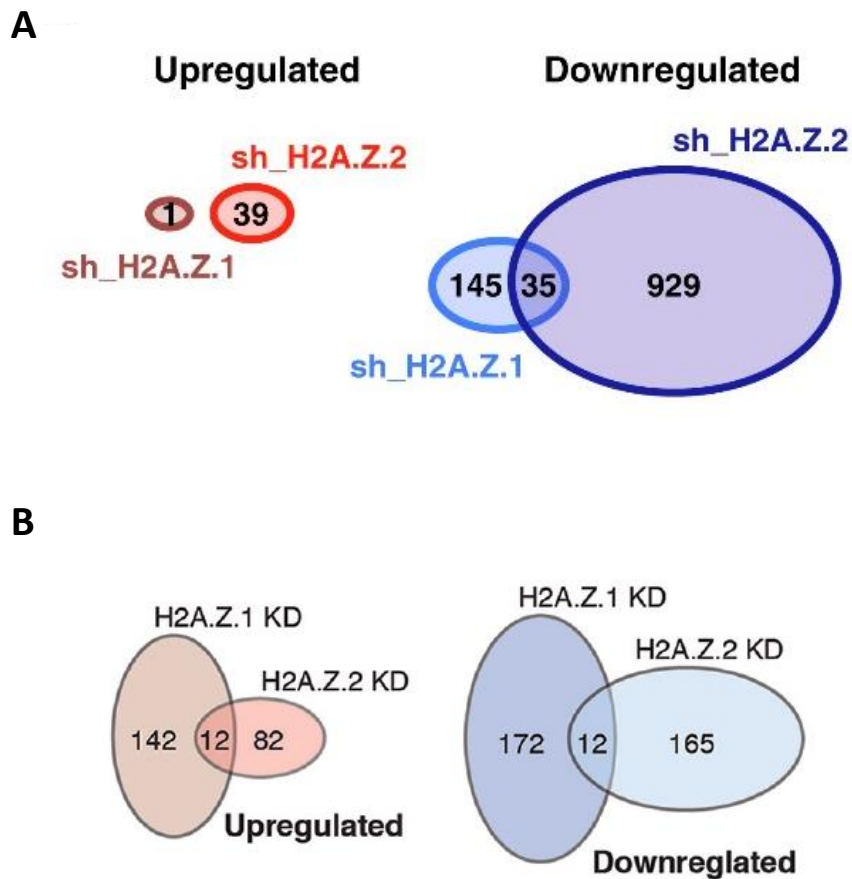 A
Upregulated
Downregulated
sh_H2A.Z.2
sh_H2A.Z.2
1
39
sh_H2A.Z.1
145
35
929
sh_H2A.Z.1
B
H2A.Z.1 KD
H2A.Z.2 KD
142
12
82
Upregulated
H2A.Z.1 KD
H2A.Z.2 KD
172
12
165
Downreglated